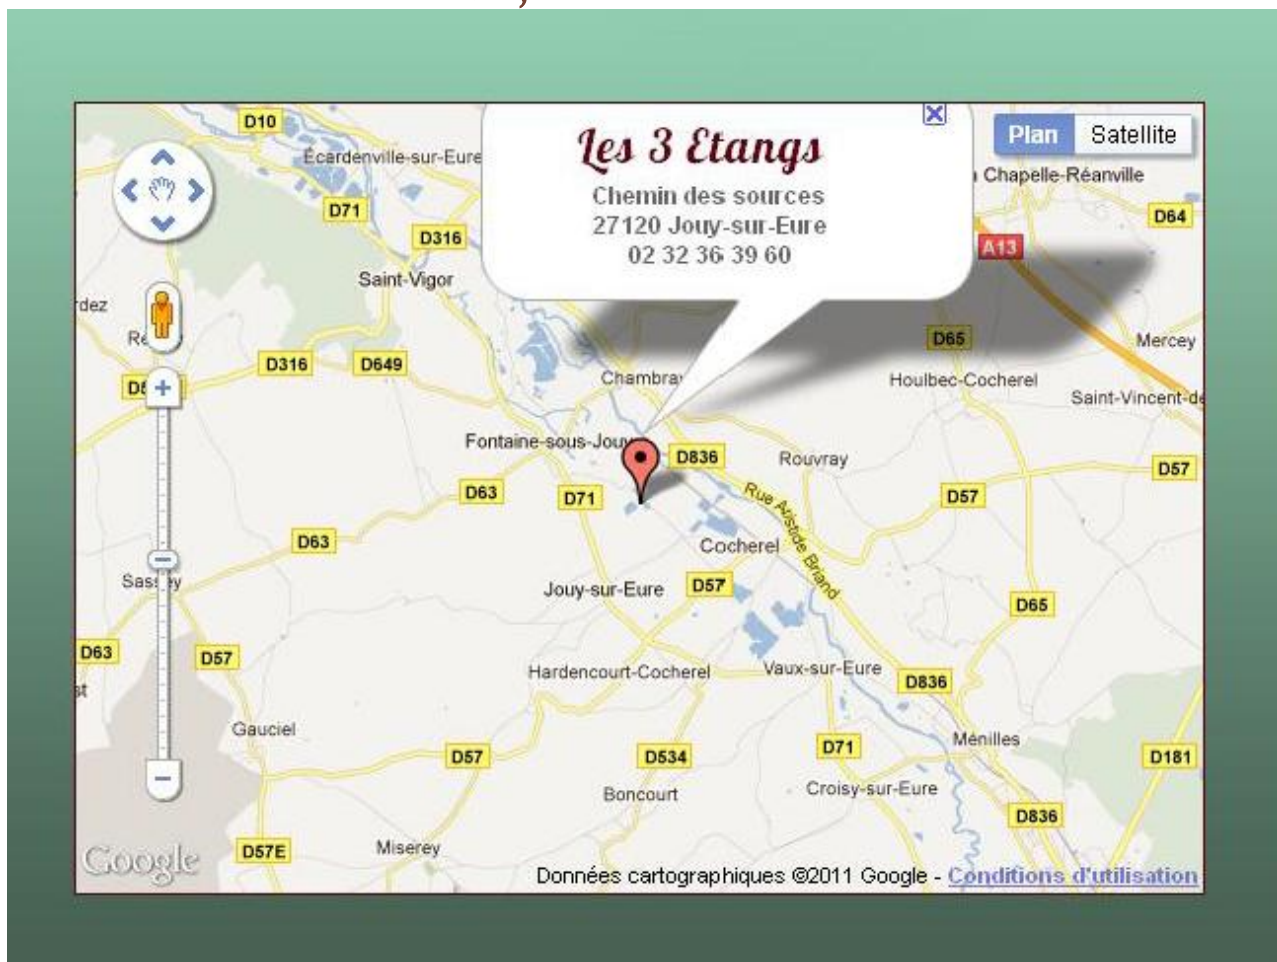 Les 3 Etangs
Chemin des sources
27120 Jouy-sur-Eure
02 32 36 39 60
Plan
Satellite
D10
Écardenville-sur-Eure
Chapelle-Réanville
D71
D64
D316
A13
Saint-Vigor
dez
D65
Mercey
D316
D649
Chambray
Houlbec-Cocherel
Saint-Vincent-de
Fontaine-sous-Jouy
D836
Rouvray
D57
D63
D71
D57
Rue Aristide Briand
D63
Cocherel
Jouy-sur-Eure
D57
D65
D63
D57
Hardencourt-Cocherel
Vaux-sur-Eure
D836
st
Gauciel
D57
D534
D71
Ménilles
D181
Boncourt
Croisy-sur-Eure
D836
Google
D57E
Miserey
Données cartographiques ©2011 Google - Conditions d'utilisation